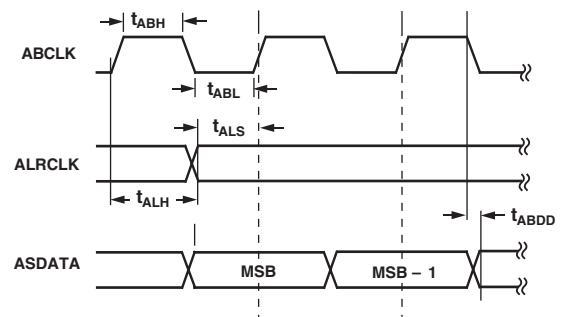 tABH
ABCLK
tABL
tALS
ALRCLK
tALH
tABDD
ASDATA
MSB
MSB – 1